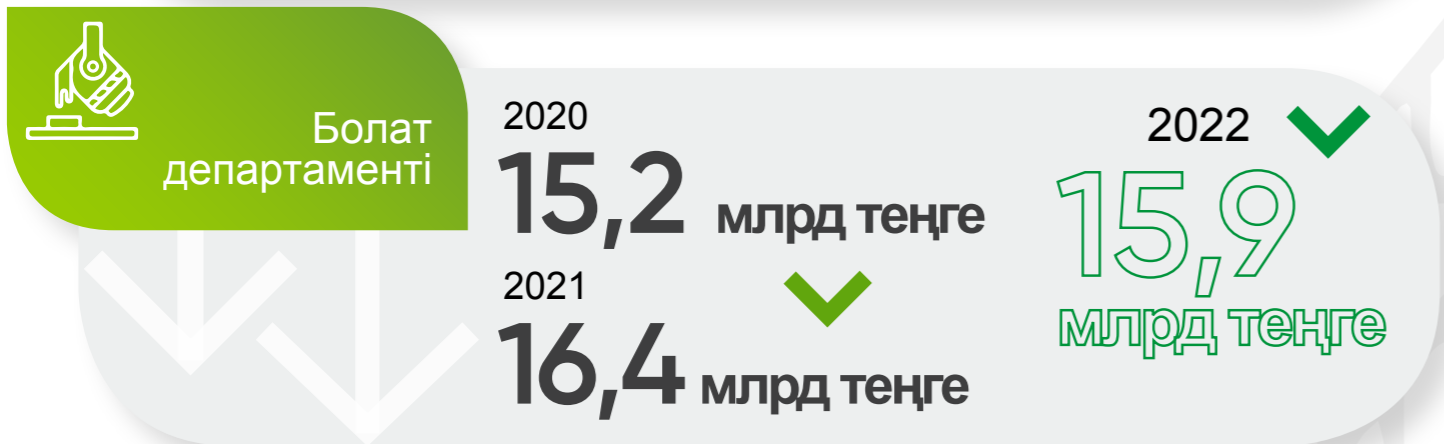 Болат
департаменті
2020
15,2 млрд теңге
2021
16,4 млрд теңге
2022
15,9
млрд теңге